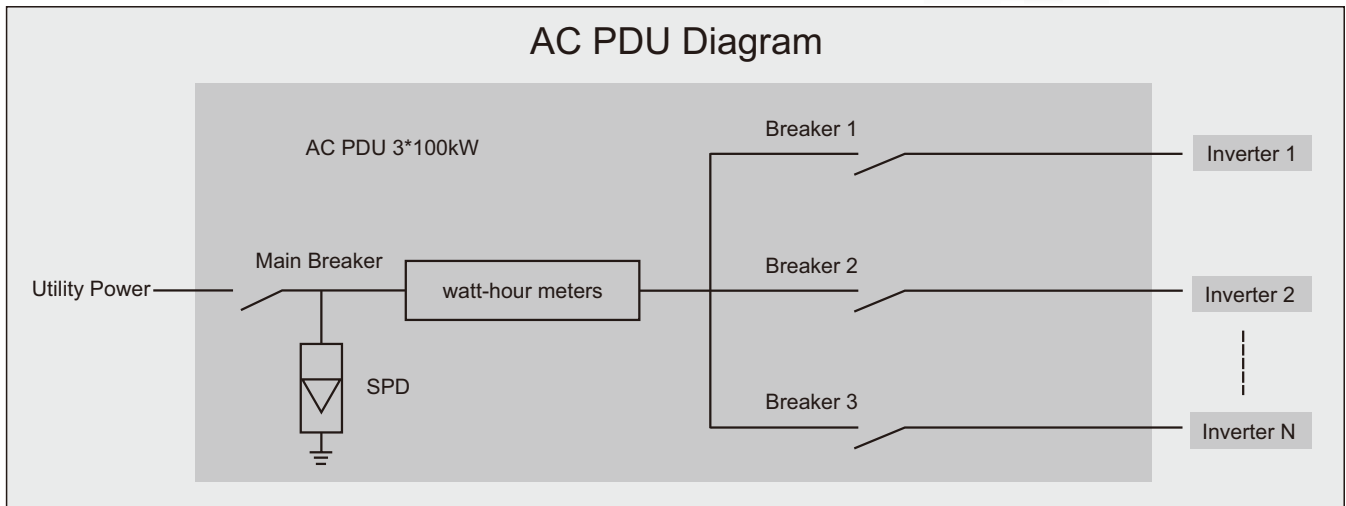 AC PDU Diagram
AC PDU 3*100kW
Breaker 1
Inverter 1
Main Breaker
Breaker 2
Utility Power
watt-hour meters
Inverter 2
SPD
Breaker 3
Inverter N